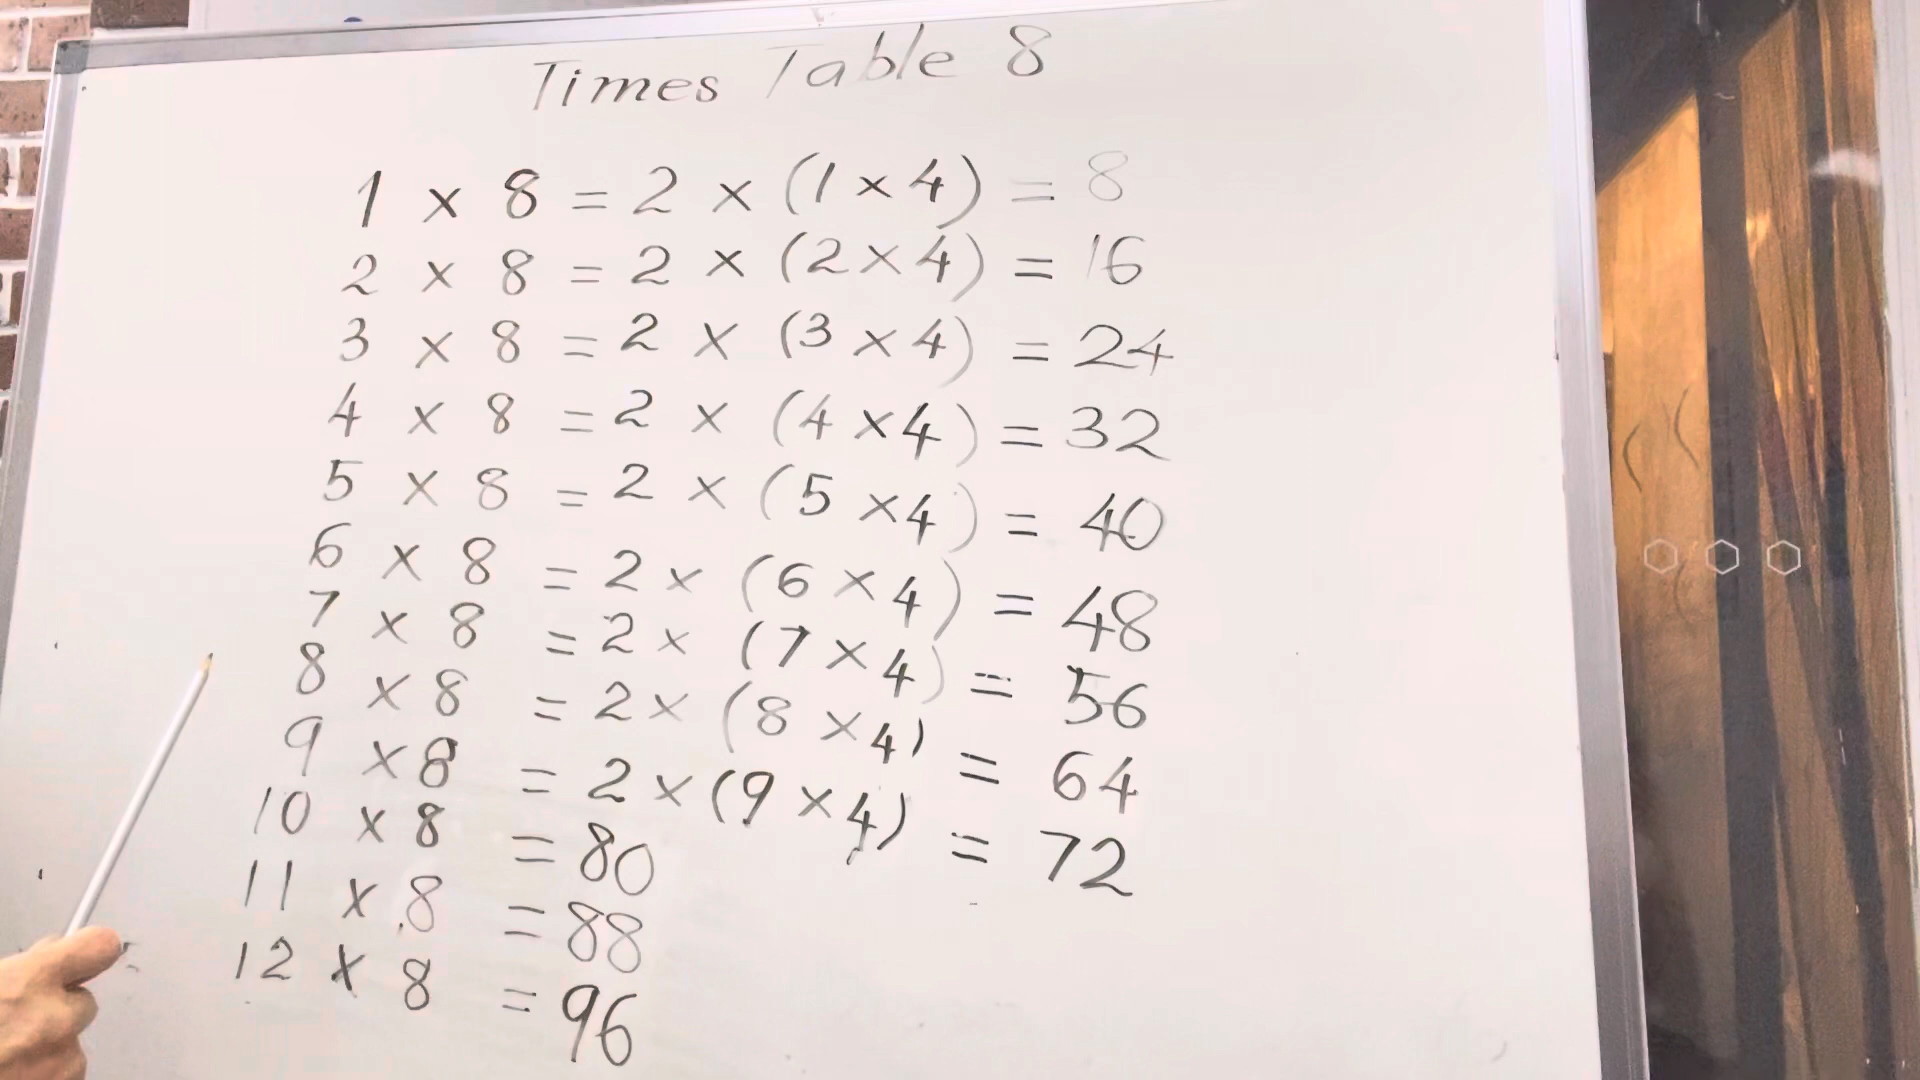 Times Table 8
1 × 8 = 2 × (1 × 4) = 8
2 × 8 = 2 × (2 × 4) = 16
3 × 8 = 2 × (3 × 4) = 24
4 × 8 = 2 × (4 × 4) = 32
5 × 8 = 2 × (5 × 4) = 40
6 × 8 = 2 × (6 × 4) = 48
7 × 8 = 2 × (7 × 4) = 56
8 × 8 = 2 × (8 × 4) = 64
9 × 8 = 2 × (9 × 4) = 72
10 × 8 = 80
11 × 8 = 88
12 × 8 = 96